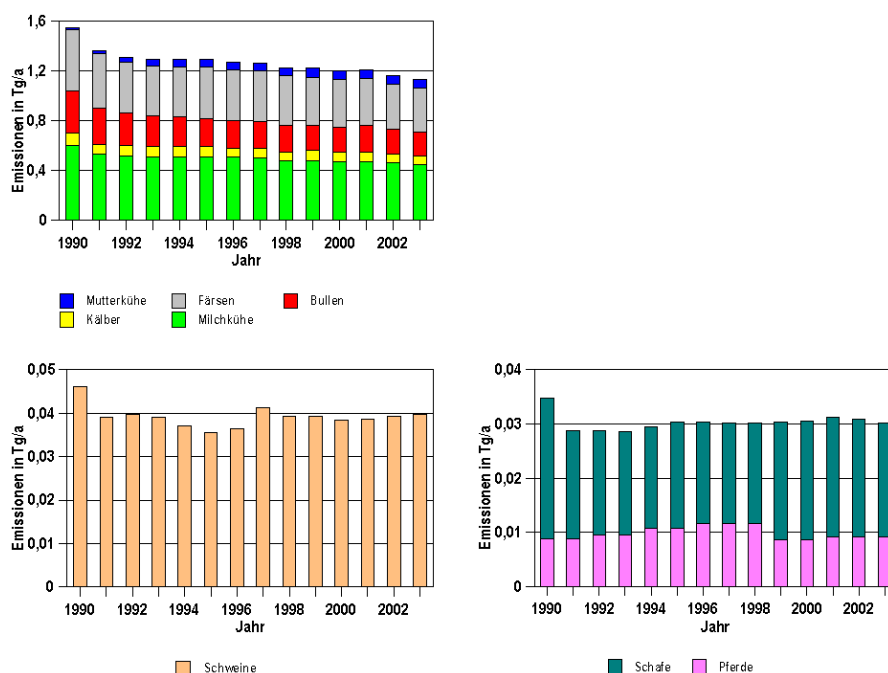 Emissionen in Tg/a
1,6
1,2
0,8
0,4
0
1990 1992 1994 1996 1998 2000 2002
Jahr
Mutterkühe Färsen Bullen
Kälber Milchkühe
Emissionen in Tg/a
0,05
0,04
0,03
0,02
0,01
0
1990 1992 1994 1996 1998 2000 2002
Jahr
Schweine
Emissionen in Tg/a
0,04
0,03
0,02
0,01
0
1990 1992 1994 1996 1998 2000 2002
Jahr
Schafe Pferde